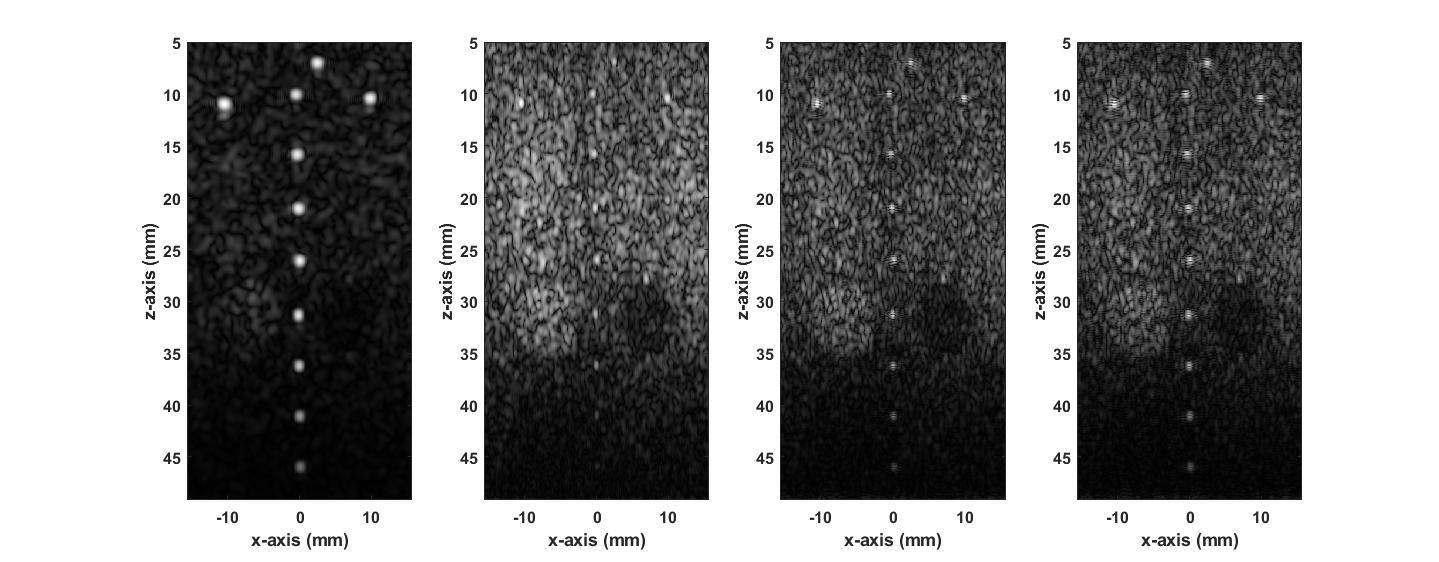 5 5 5 5
10 10 10 10
15 15 15 15
20 20 20 20
25 25 25 25
30 30 30 30
35 35 35 35
40 40 40 40
45 45 45 45
z-axis (mm) z-axis (mm) z-axis (mm) z-axis (mm)
-10 0 10 -10 0 10 -10 0 10 -10 0 10
x-axis (mm) x-axis (mm) x-axis (mm) x-axis (mm)